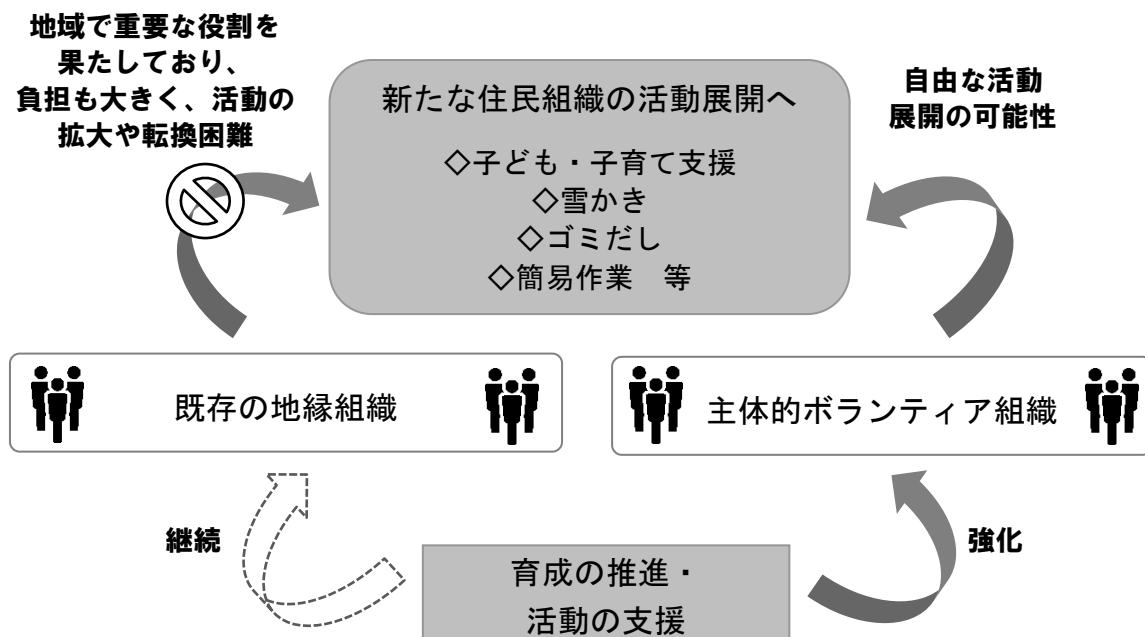 地域で重要な役割を
果たしており、
負担も大きく、活動の
拡大や転換困難
新たな住民組織の活動展開へ
◇子ども・子育て支援
◇雪かき
◇ゴミだし
◇簡易作業　等
自由な活動
展開の可能性
既存の地縁組織
主体的ボランティア組織
継続
育成の推進・
活動の支援
強化